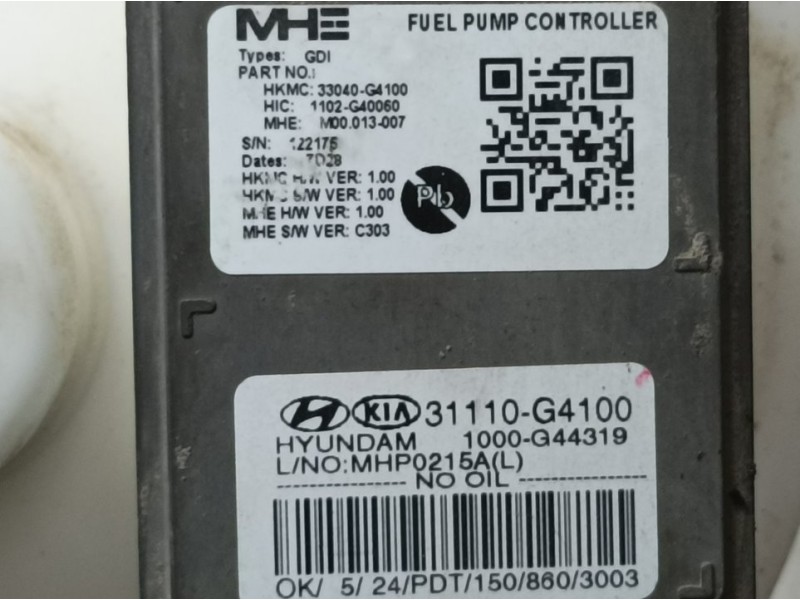 MHE FUEL PUMP CONTROLLER
Types: GDI
PART NO.:
HKMC: 33040-G4100
HIC: 1102-G40060
MHE: M00.013-007
S/N: 122175
Dates: 7D28
HKMC H/W VER: 1.00
HKMC S/W VER: 1.00
MHE H/W VER: 1.00
MHE S/W VER: C303
Pb
KIA 31110-G4100
HYUNDAM 1000-G44319
L/NO:MHP0215A(L)
NO OIL
OK/ 5/ 24/PDT/150/860/3003